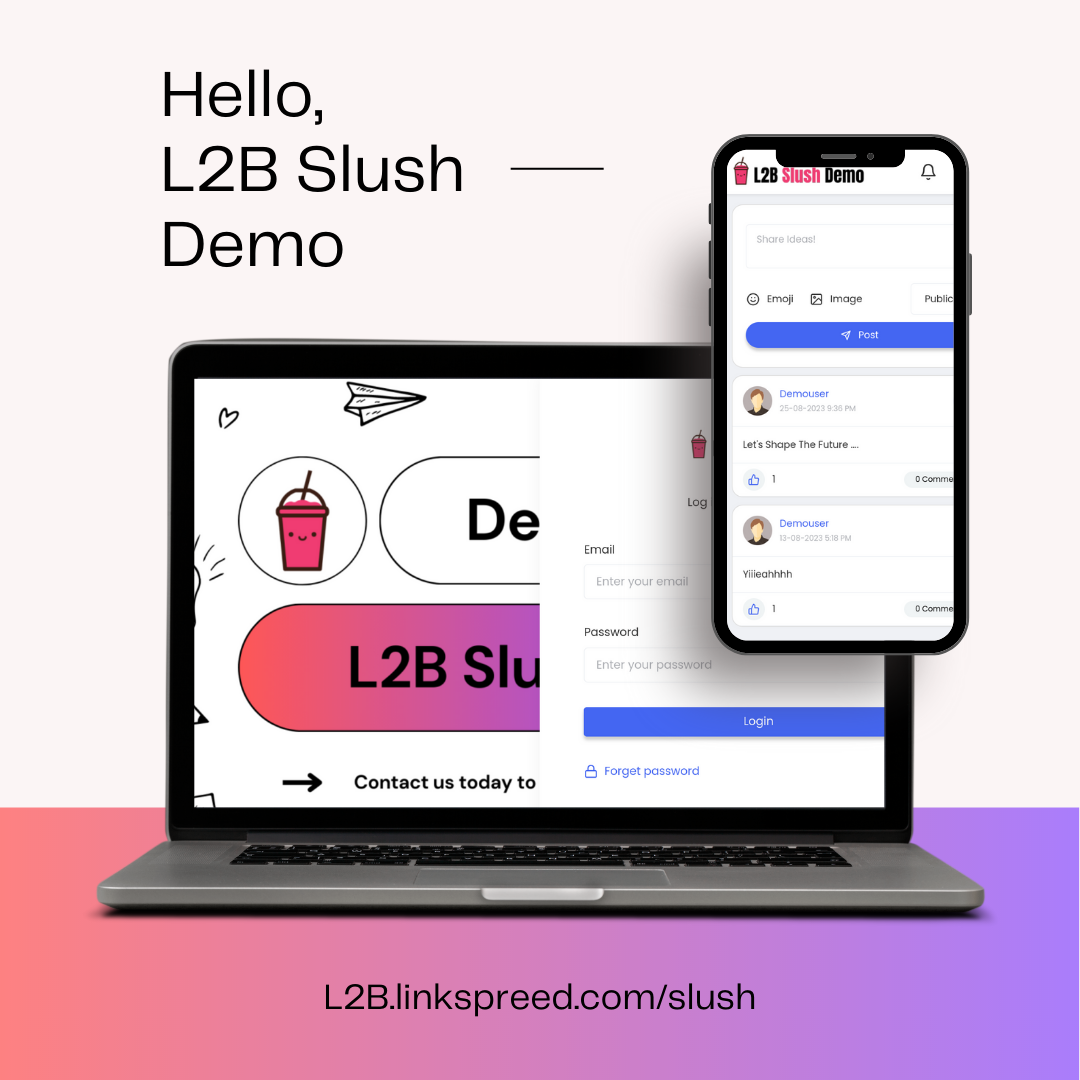 Hello,
L2B Slush
Demo
L2B Slush Demo
Share Ideas!
Emoji
Image
Public
Post
Demouser
25-08-2023 9:36 PM
Let's Shape The Future ....
1
0 Comme
Demouser
13-08-2023 5:18 PM
Yiiieahhhh
1
0 Comme
De
L2B Slu
Contact us today to
Log
Email
Enter your email
Password
Enter your password
Login
Forget password
L2B.linkspreed.com/slush